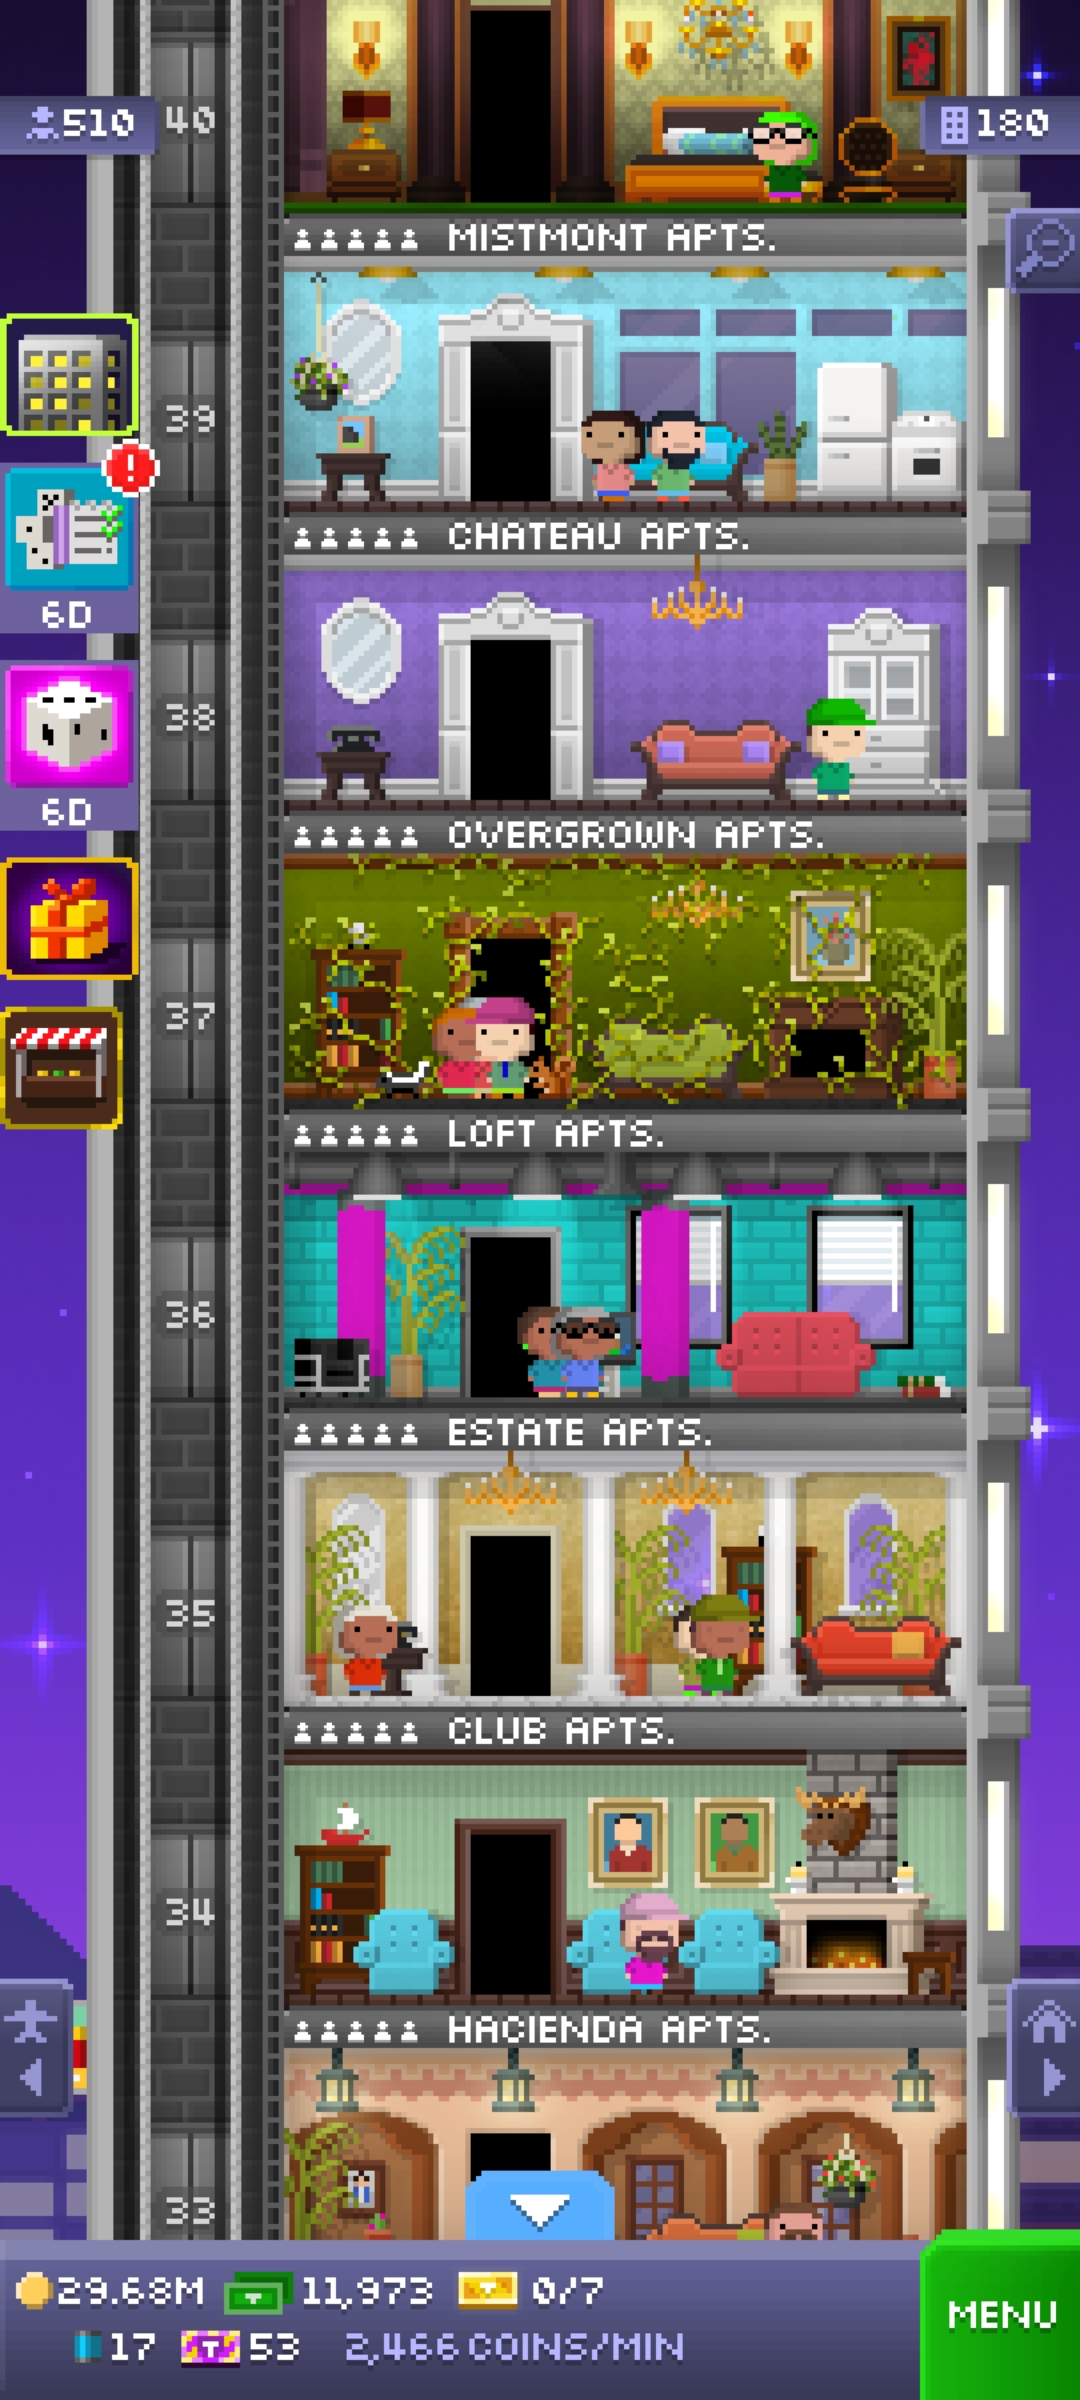 510
40
180
MISTMONT APTS.
39
CHATEAU APTS.
6D
38
6D
OVERGROWN APTS.
37
LOFT APTS.
36
ESTATE APTS.
35
CLUB APTS.
34
HACIENDA APTS.
33
29.68M 11,973 0/7
MENU
17 53 2,466 COINS/MIN